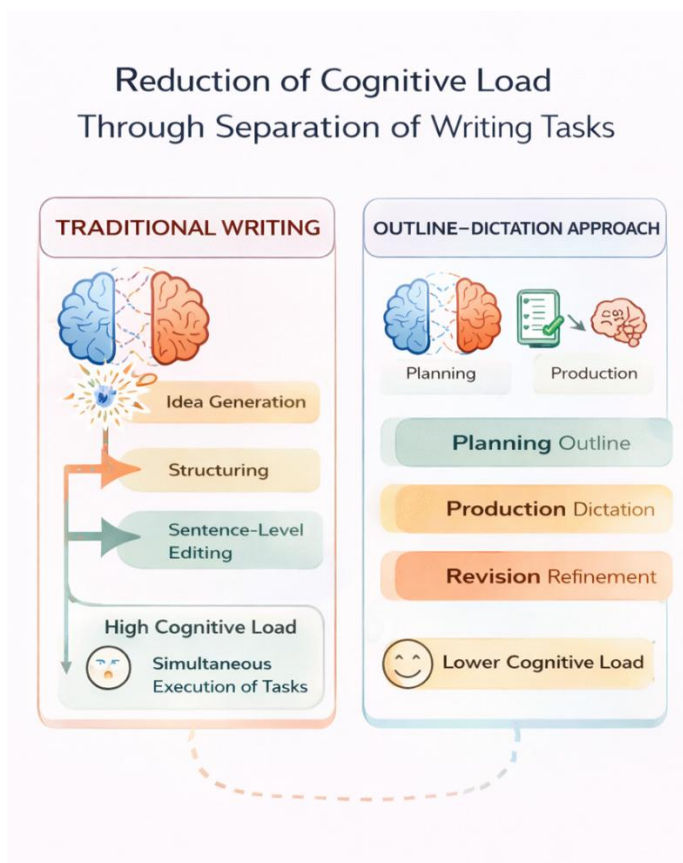 Reduction of Cognitive Load
Through Separation of Writing Tasks
TRADITIONAL WRITING
Idea Generation
Structuring
Sentence-Level
Editing
High Cognitive Load
Simultaneous
Execution of Tasks
OUTLINE–DICTATION APPROACH
Planning
Production
Planning Outline
Production Dictation
Revision Refinement
Lower Cognitive Load